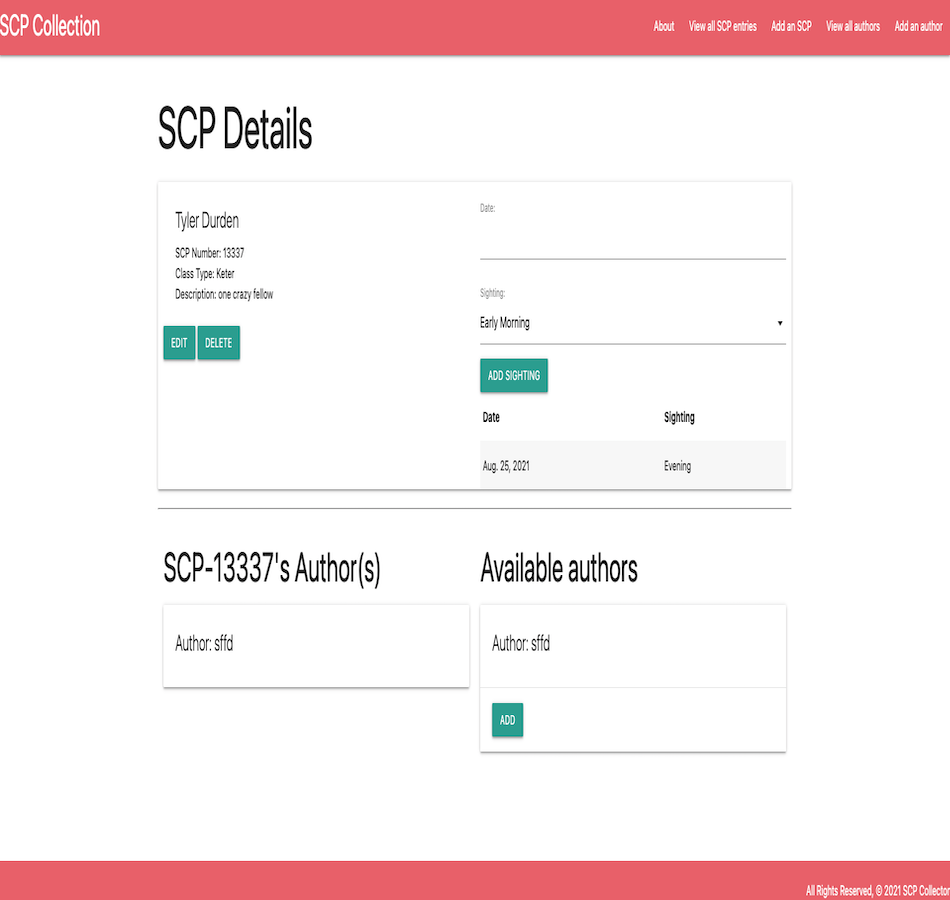 SCP Collection
About View all SCP entries Add an SCP View all authors Add an author
SCP Details
Tyler Durden
SCP Number: 13337
Class Type: Keter
Description: one crazy fellow
EDIT DELETE
Date:
Sighting:
Early Morning
ADD SIGHTING
Date Sighting
Aug. 25, 2021 Evening
SCP-13337's Author(s)
Author: sffd
Available authors
Author: sffd
ADD
All Rights Reserved, © 2021 SCP Collector